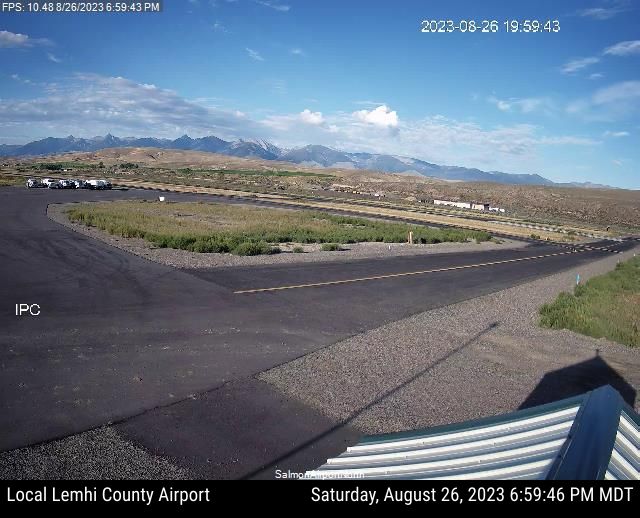 FPS: 10.48 8/26/2023 6:59:43 PM
2023-08-26 19:59:43
IPC
Local Lemhi County Airport
Saturday, August 26, 2023 6:59:46 PM MDT